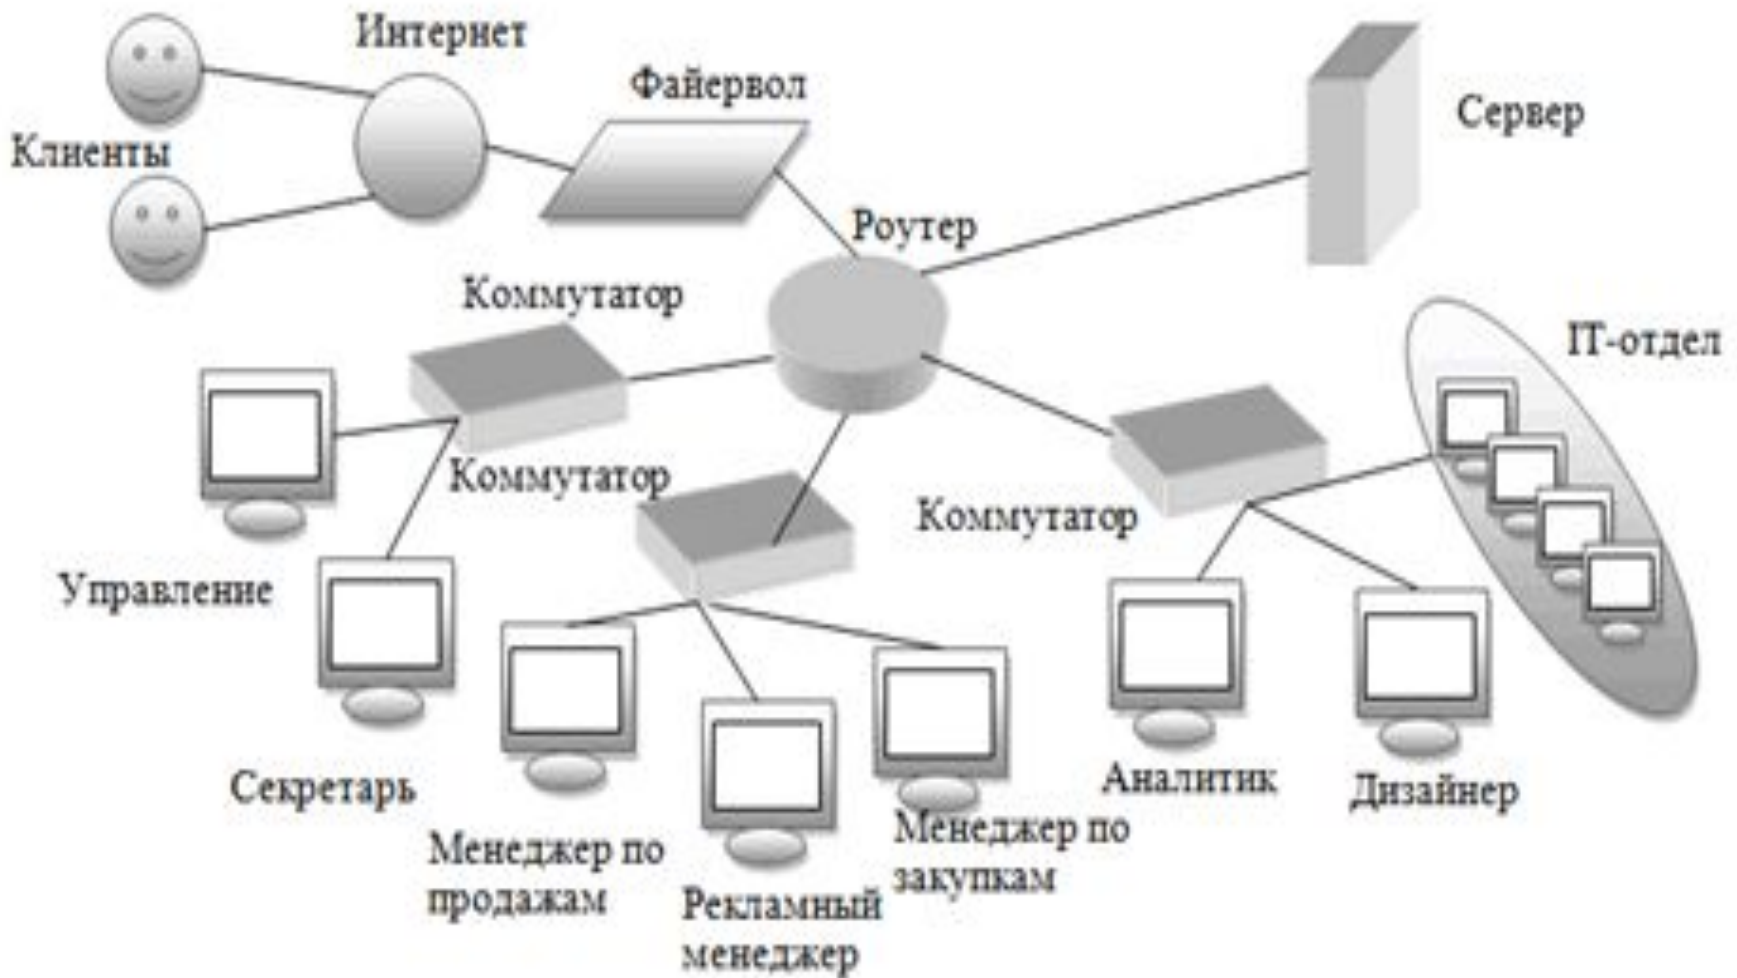 Интернет
Файервол
Сервер
Клиенты
Роутер
Коммутатор
IT-отдел
Коммутатор
Коммутатор
Управление
Секретарь
Аналитик
Дизайнер
Менеджер по
продажам
Менеджер по
закупкам
Рекламный
менеджер